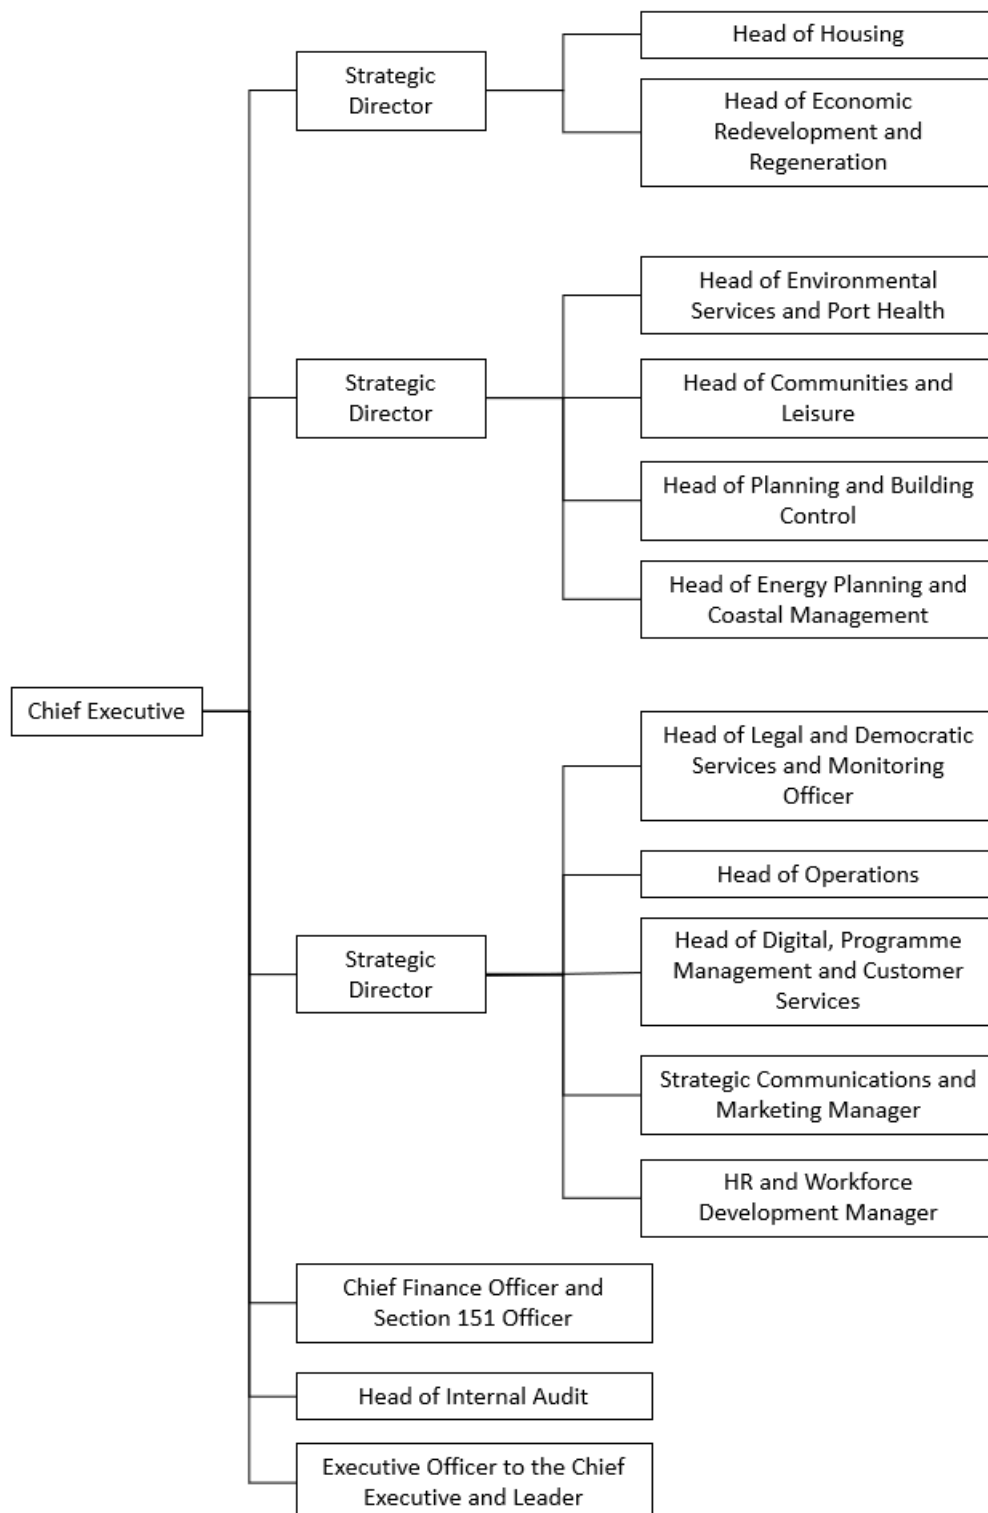 Head of Housing
Strategic
Director
Head of Economic
Redevelopment and
Regeneration
Head of Environmental
Services and Port Health
Strategic
Director
Head of Communities and
Leisure
Head of Planning and Building
Control
Head of Energy Planning and
Coastal Management
Chief Executive
Head of Legal and Democratic
Services and Monitoring
Officer
Head of Operations
Strategic
Director
Head of Digital, Programme
Management and Customer
Services
Strategic Communications and
Marketing Manager
HR and Workforce
Development Manager
Chief Finance Officer and
Section 151 Officer
Head of Internal Audit
Executive Officer to the Chief
Executive and Leader